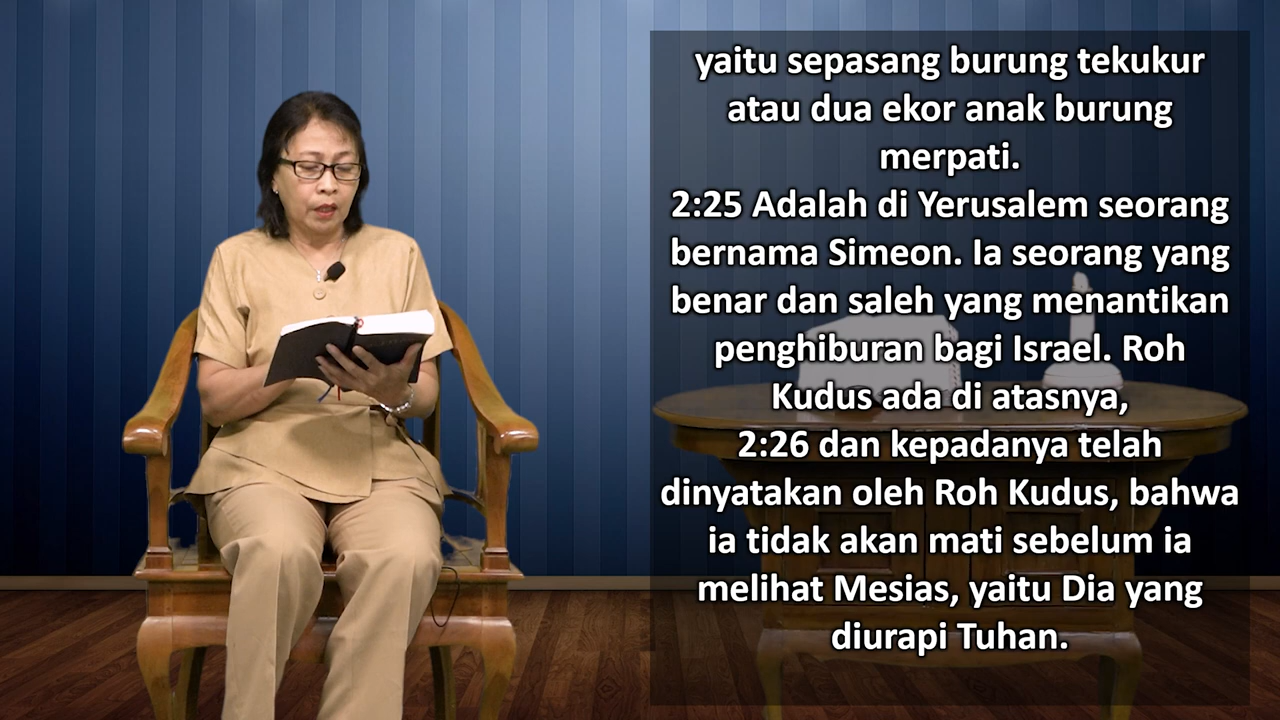 yaitu sepasang burung tekukur
atau dua ekor anak burung
merpati.
2:25 Adalah di Yerusalem seorang
bernama Simeon. Ia seorang yang
benar dan saleh yang menantikan
penghiburan bagi Israel. Roh
Kudus ada di atasnya,
2:26 dan kepadanya telah
dinyatakan oleh Roh Kudus, bahwa
ia tidak akan mati sebelum ia
melihat Mesias, yaitu Dia yang
diurapi Tuhan.